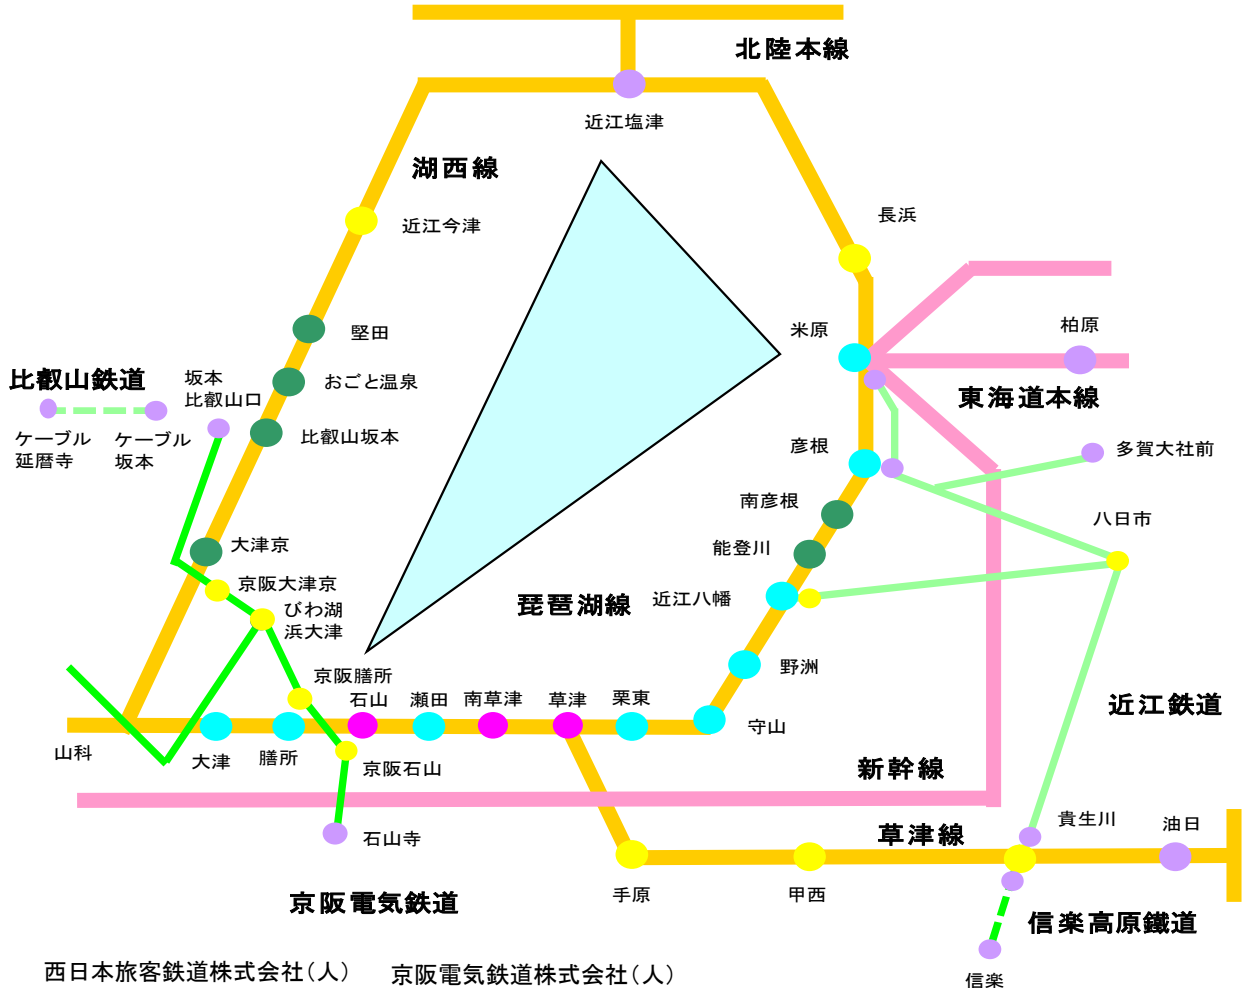 北陸本線
近江塩津
湖西線
長浜
近江今津
米原
柏原
堅田
比叡山鉄道
坂本
比叡山口
おごと温泉
東海道本線
ケーブル
延暦寺
ケーブル
坂本
比叡山坂本
彦根
多賀大社前
南彦根
八日市
大津京
能登川
京阪大津京
びわ湖
浜大津
琵琶湖線
近江八幡
京阪膳所
野洲
石山
瀬田
南草津
草津
栗東
近江鉄道
守山
山科
大津
膳所
京阪石山
新幹線
石山寺
草津線
貴生川
油日
京阪電気鉄道
手原
甲西
信楽高原鐵道
西日本旅客鉄道株式会社(人)
京阪電気鉄道株式会社(人)
信楽